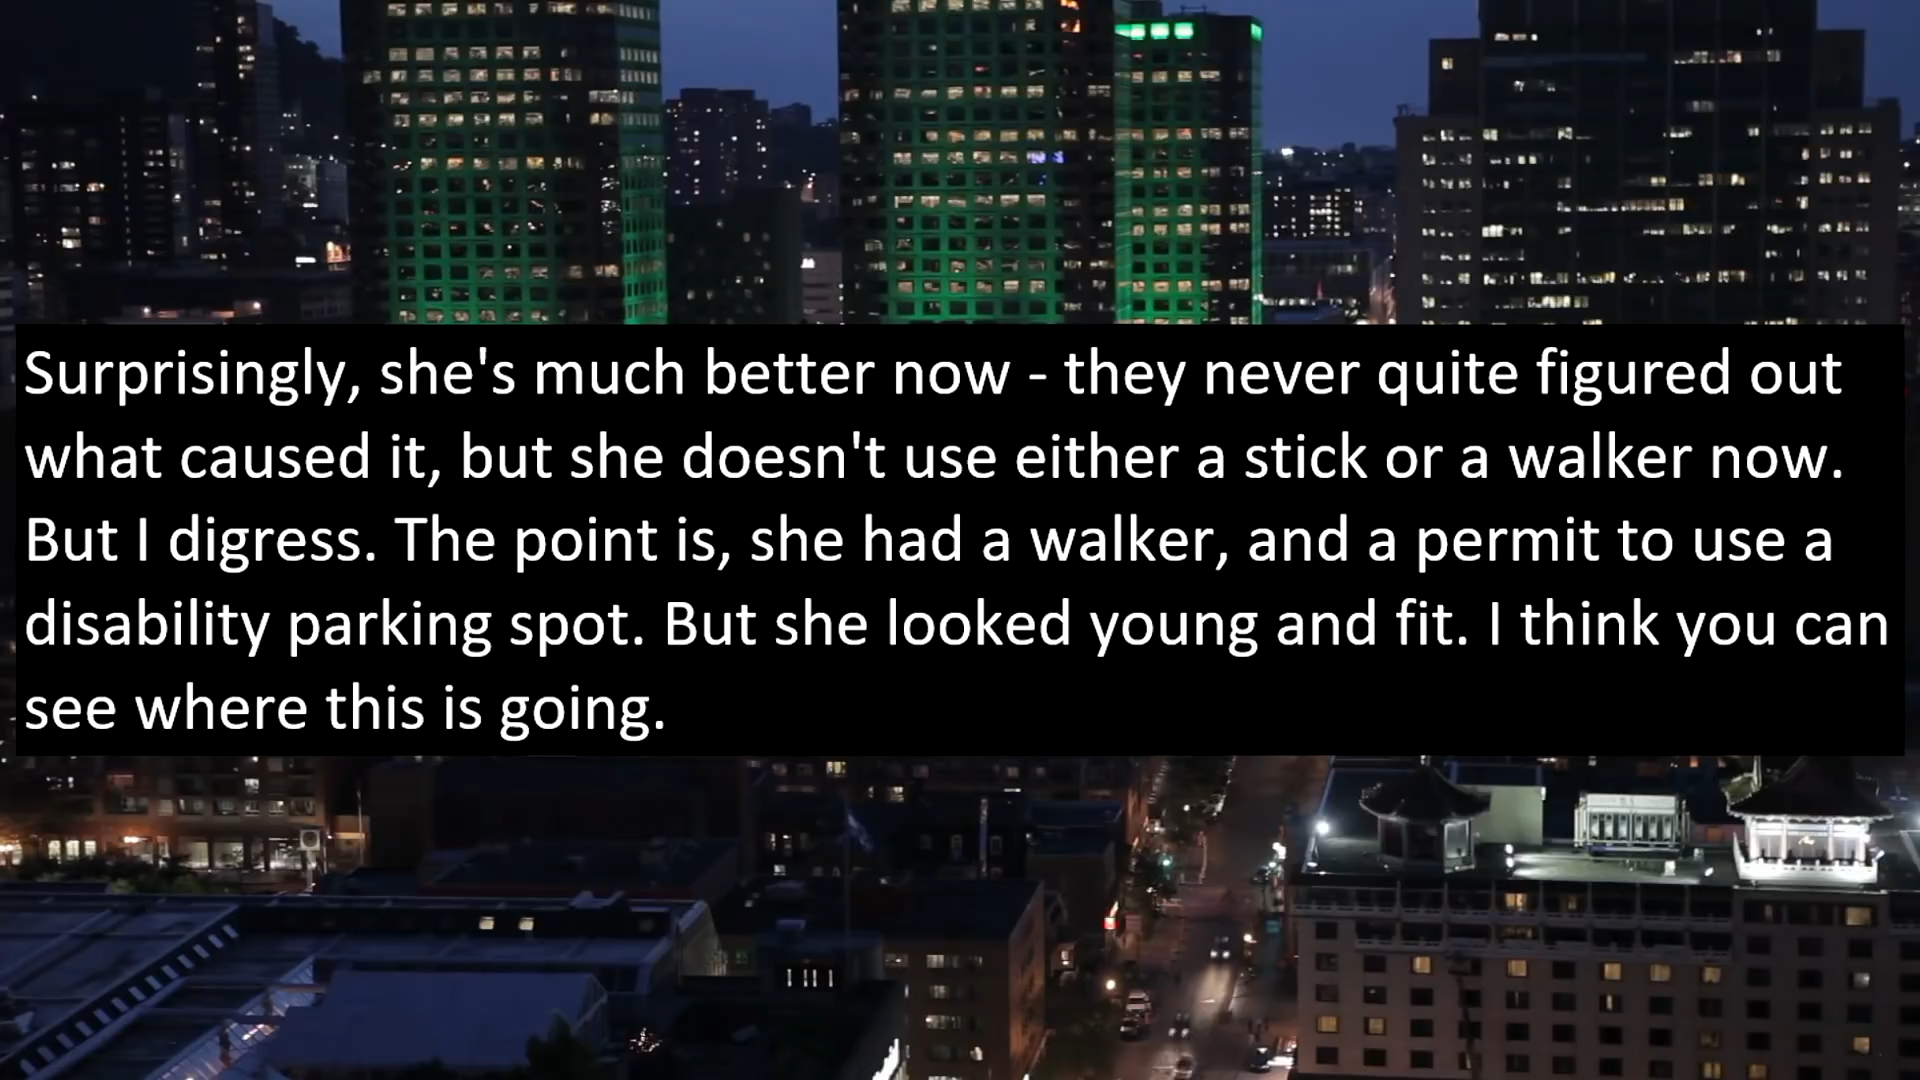 Surprisingly, she's much better now - they never quite figured out
what caused it, but she doesn't use either a stick or a walker now.
But I digress. The point is, she had a walker, and a permit to use a
disability parking spot. But she looked young and fit. I think you can
see where this is going.